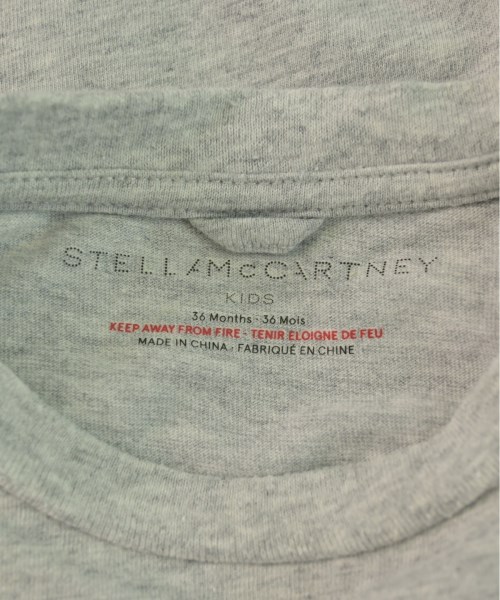 STELLA McCARTNEY
KIDS
36 Months - 36 Mois
KEEP AWAY FROM FIRE - TENIR ELOIGNE DE FEU
MADE IN CHINA - FABRIQUÉ EN CHINE